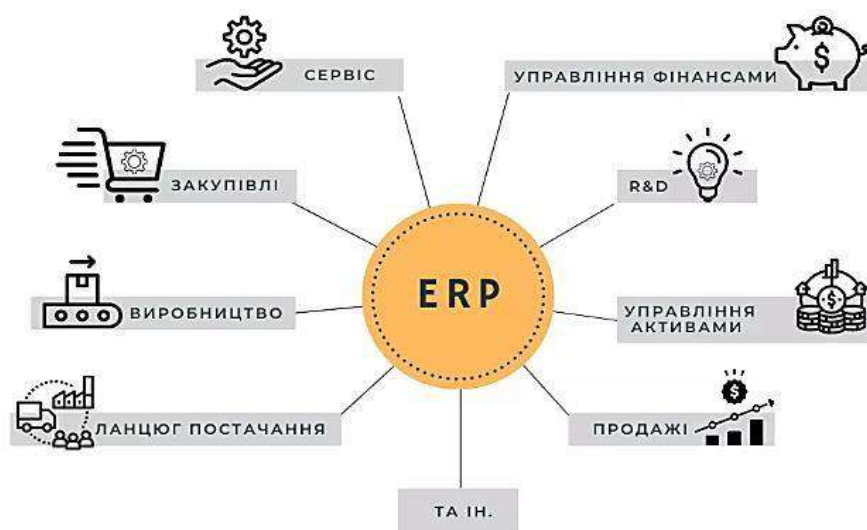 СЕРВІС
УПРАВЛІННЯ ФІНАНСАМИ
$
ЗАКУПІВЛІ
R&D
ERP
ВИРОБНИЦТВО
УПРАВЛІННЯ
АКТИВАМИ
$
$
ЛАНЦЮГ ПОСТАЧАННЯ
ПРОДАЖІ
ТА ІН.